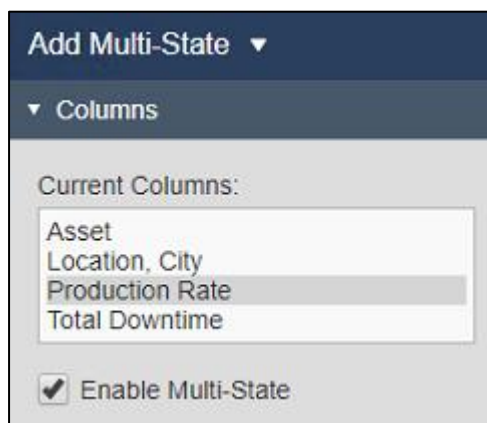 Add Multi-State
Columns
Current Columns:
Asset
Location, City
Production Rate
Total Downtime
Enable Multi-State